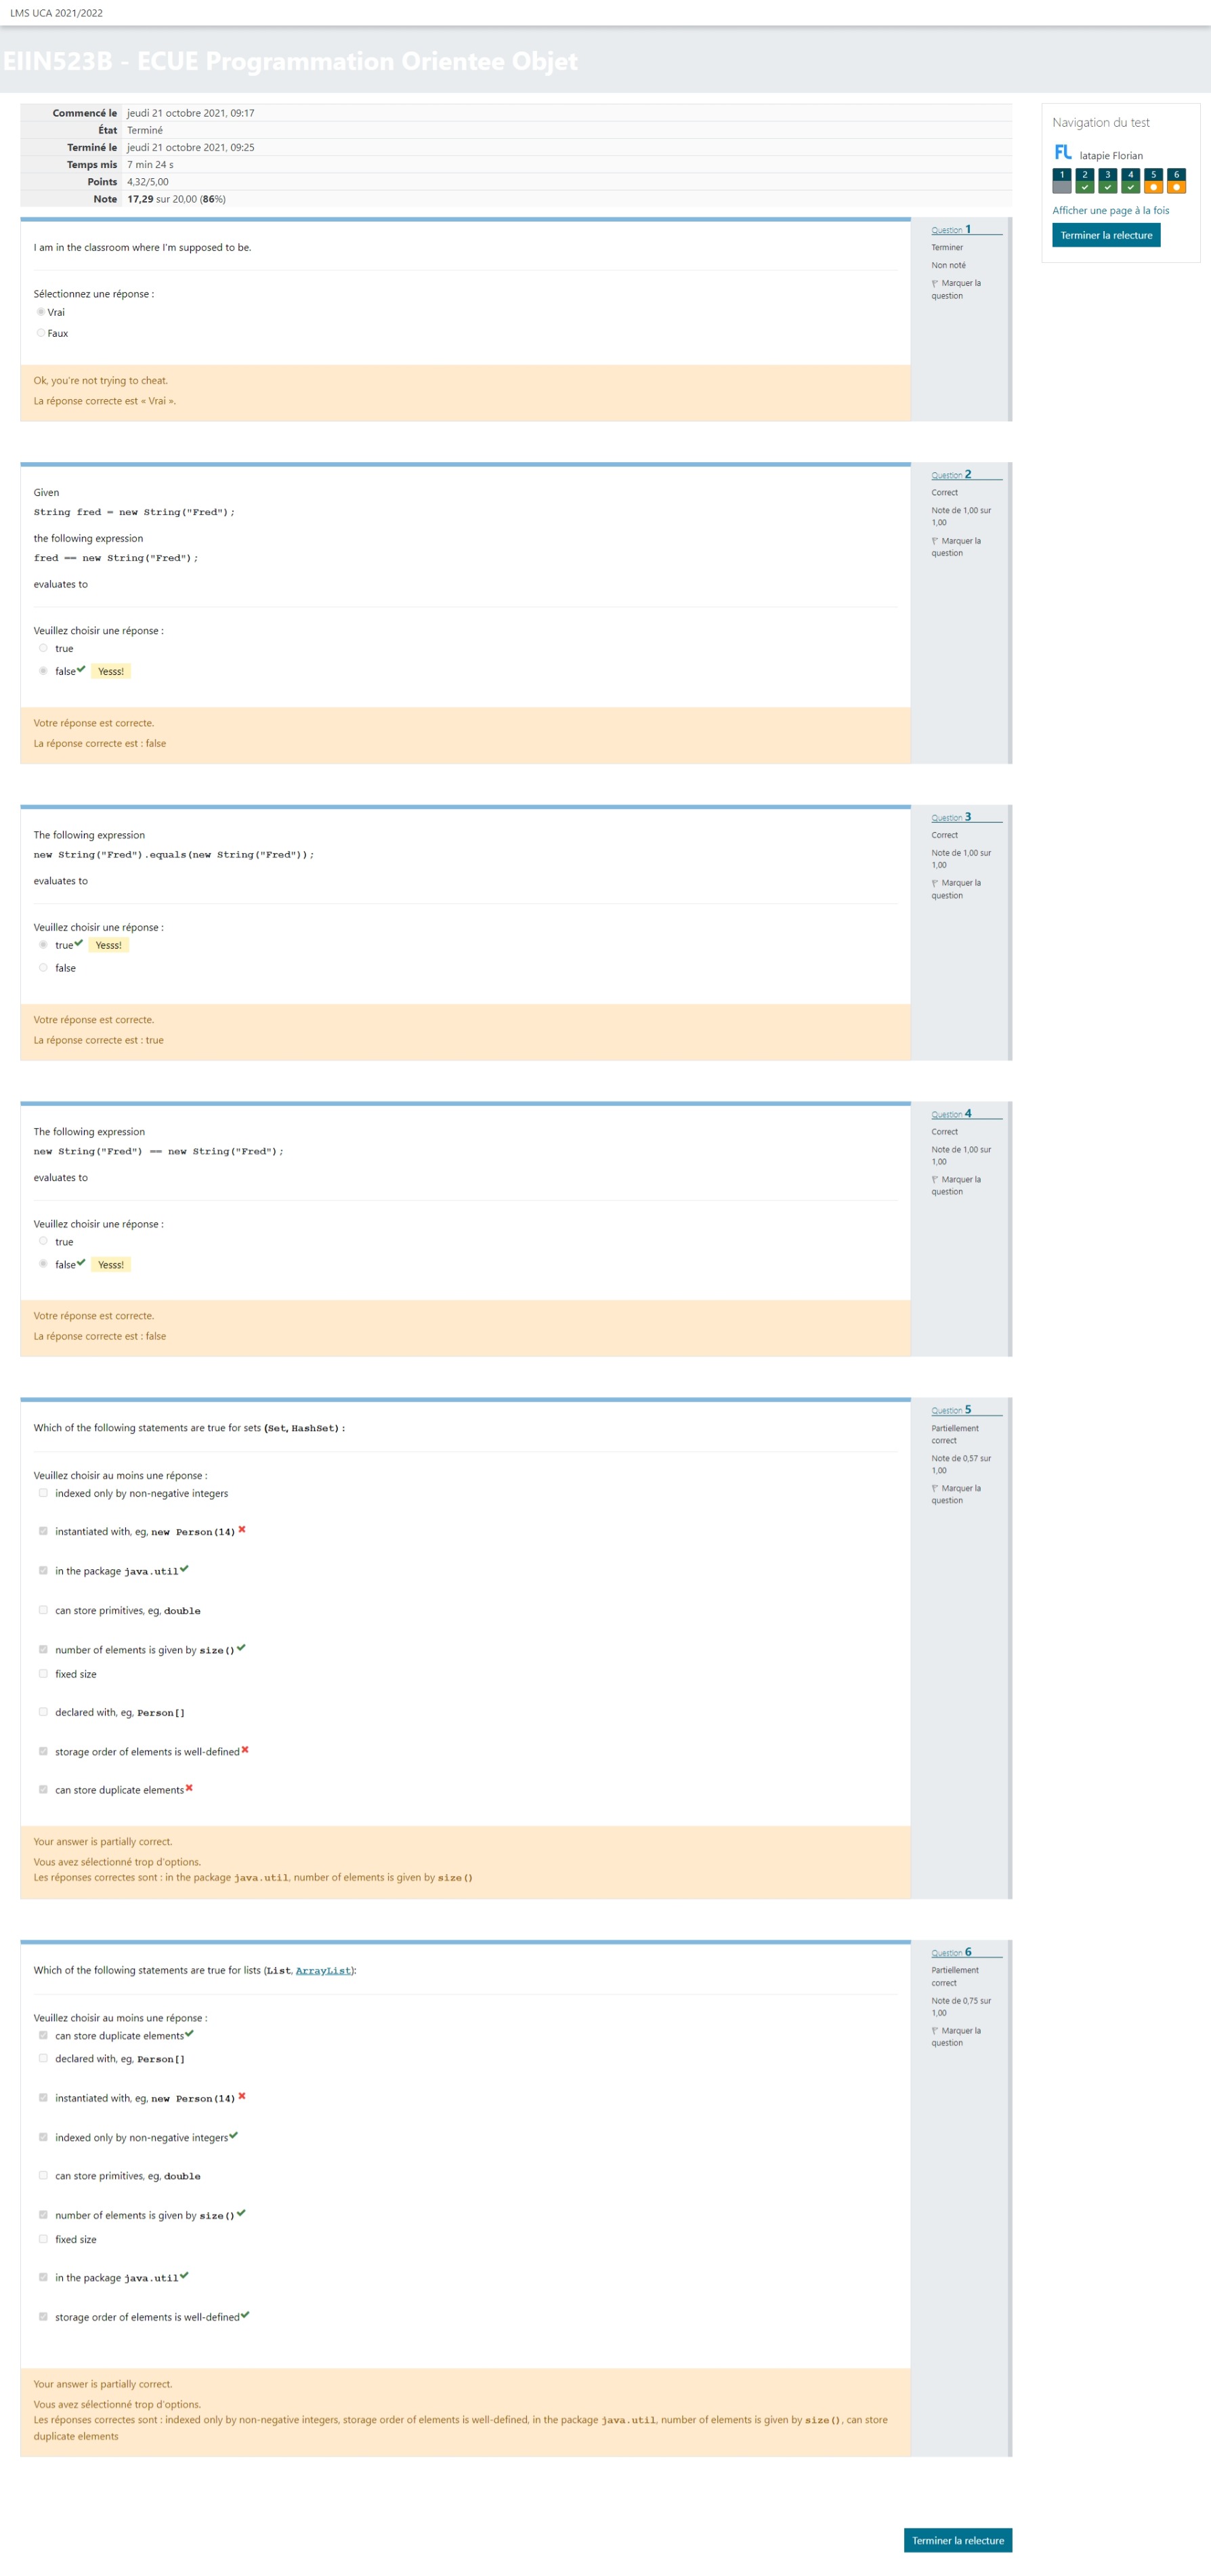 LMS UCA 2021/2022
EIIN523B - ECUE Programmation Orientee Objet
Commencé le jeudi 21 octobre 2021, 09:17
État Terminé
Terminé le jeudi 21 octobre 2021, 09:25
Temps mis 7 min 24 s
Points 4,32/5,00
Note 17,29 sur 20,00 (86%)
Navigation du test
FL latapie Florian
1 2 3 4 5 6
Afficher une page à la fois
Terminer la relecture
Question 1
Terminer
Non noté
Marquer la
question
I am in the classroom where I'm supposed to be.
Sélectionnez une réponse :
Vrai
Faux
Ok, you're not trying to cheat.
La réponse correcte est « Vrai ».
Question 2
Correct
Note de 1,00 sur
1,00
Marquer la
question
Given
String fred = new String("Fred");
the following expression
fred == new String("Fred");
evaluates to
Veuillez choisir une réponse :
true
false Yesss!
Votre réponse est correcte.
La réponse correcte est : false
Question 3
Correct
Note de 1,00 sur
1,00
Marquer la
question
The following expression
new String("Fred").equals(new String("Fred"));
evaluates to
Veuillez choisir une réponse :
true Yesss!
false
Votre réponse est correcte.
La réponse correcte est : true
Question 4
Correct
Note de 1,00 sur
1,00
Marquer la
question
The following expression
new String("Fred") == new String("Fred");
evaluates to
Veuillez choisir une réponse :
true
false Yesss!
Votre réponse est correcte.
La réponse correcte est : false
Question 5
Partiellement
correct
Note de 0,57 sur
1,00
Marquer la
question
Which of the following statements are true for sets (Set, HashSet) :
Veuillez choisir au moins une réponse :
indexed only by non-negative integers
instantiated with, eg, new Person(14)
in the package java.util
can store primitives, eg, double
number of elements is given by size()
fixed size
declared with, eg, Person[]
storage order of elements is well-defined
can store duplicate elements
Your answer is partially correct.
Vous avez sélectionné trop d'options.
Les réponses correctes sont : in the package java.util, number of elements is given by size()
Question 6
Partiellement
correct
Note de 0,75 sur
1,00
Marquer la
question
Which of the following statements are true for lists (List, ArrayList):
Veuillez choisir au moins une réponse :
can store duplicate elements
declared with, eg, Person[]
instantiated with, eg, new Person(14)
indexed only by non-negative integers
can store primitives, eg, double
number of elements is given by size()
fixed size
in the package java.util
storage order of elements is well-defined
Your answer is partially correct.
Vous avez sélectionné trop d'options.
Les réponses correctes sont : indexed only by non-negative integers, storage order of elements is well-defined, in the package java.util, number of elements is given by size(), can store
duplicate elements
Terminer la relecture